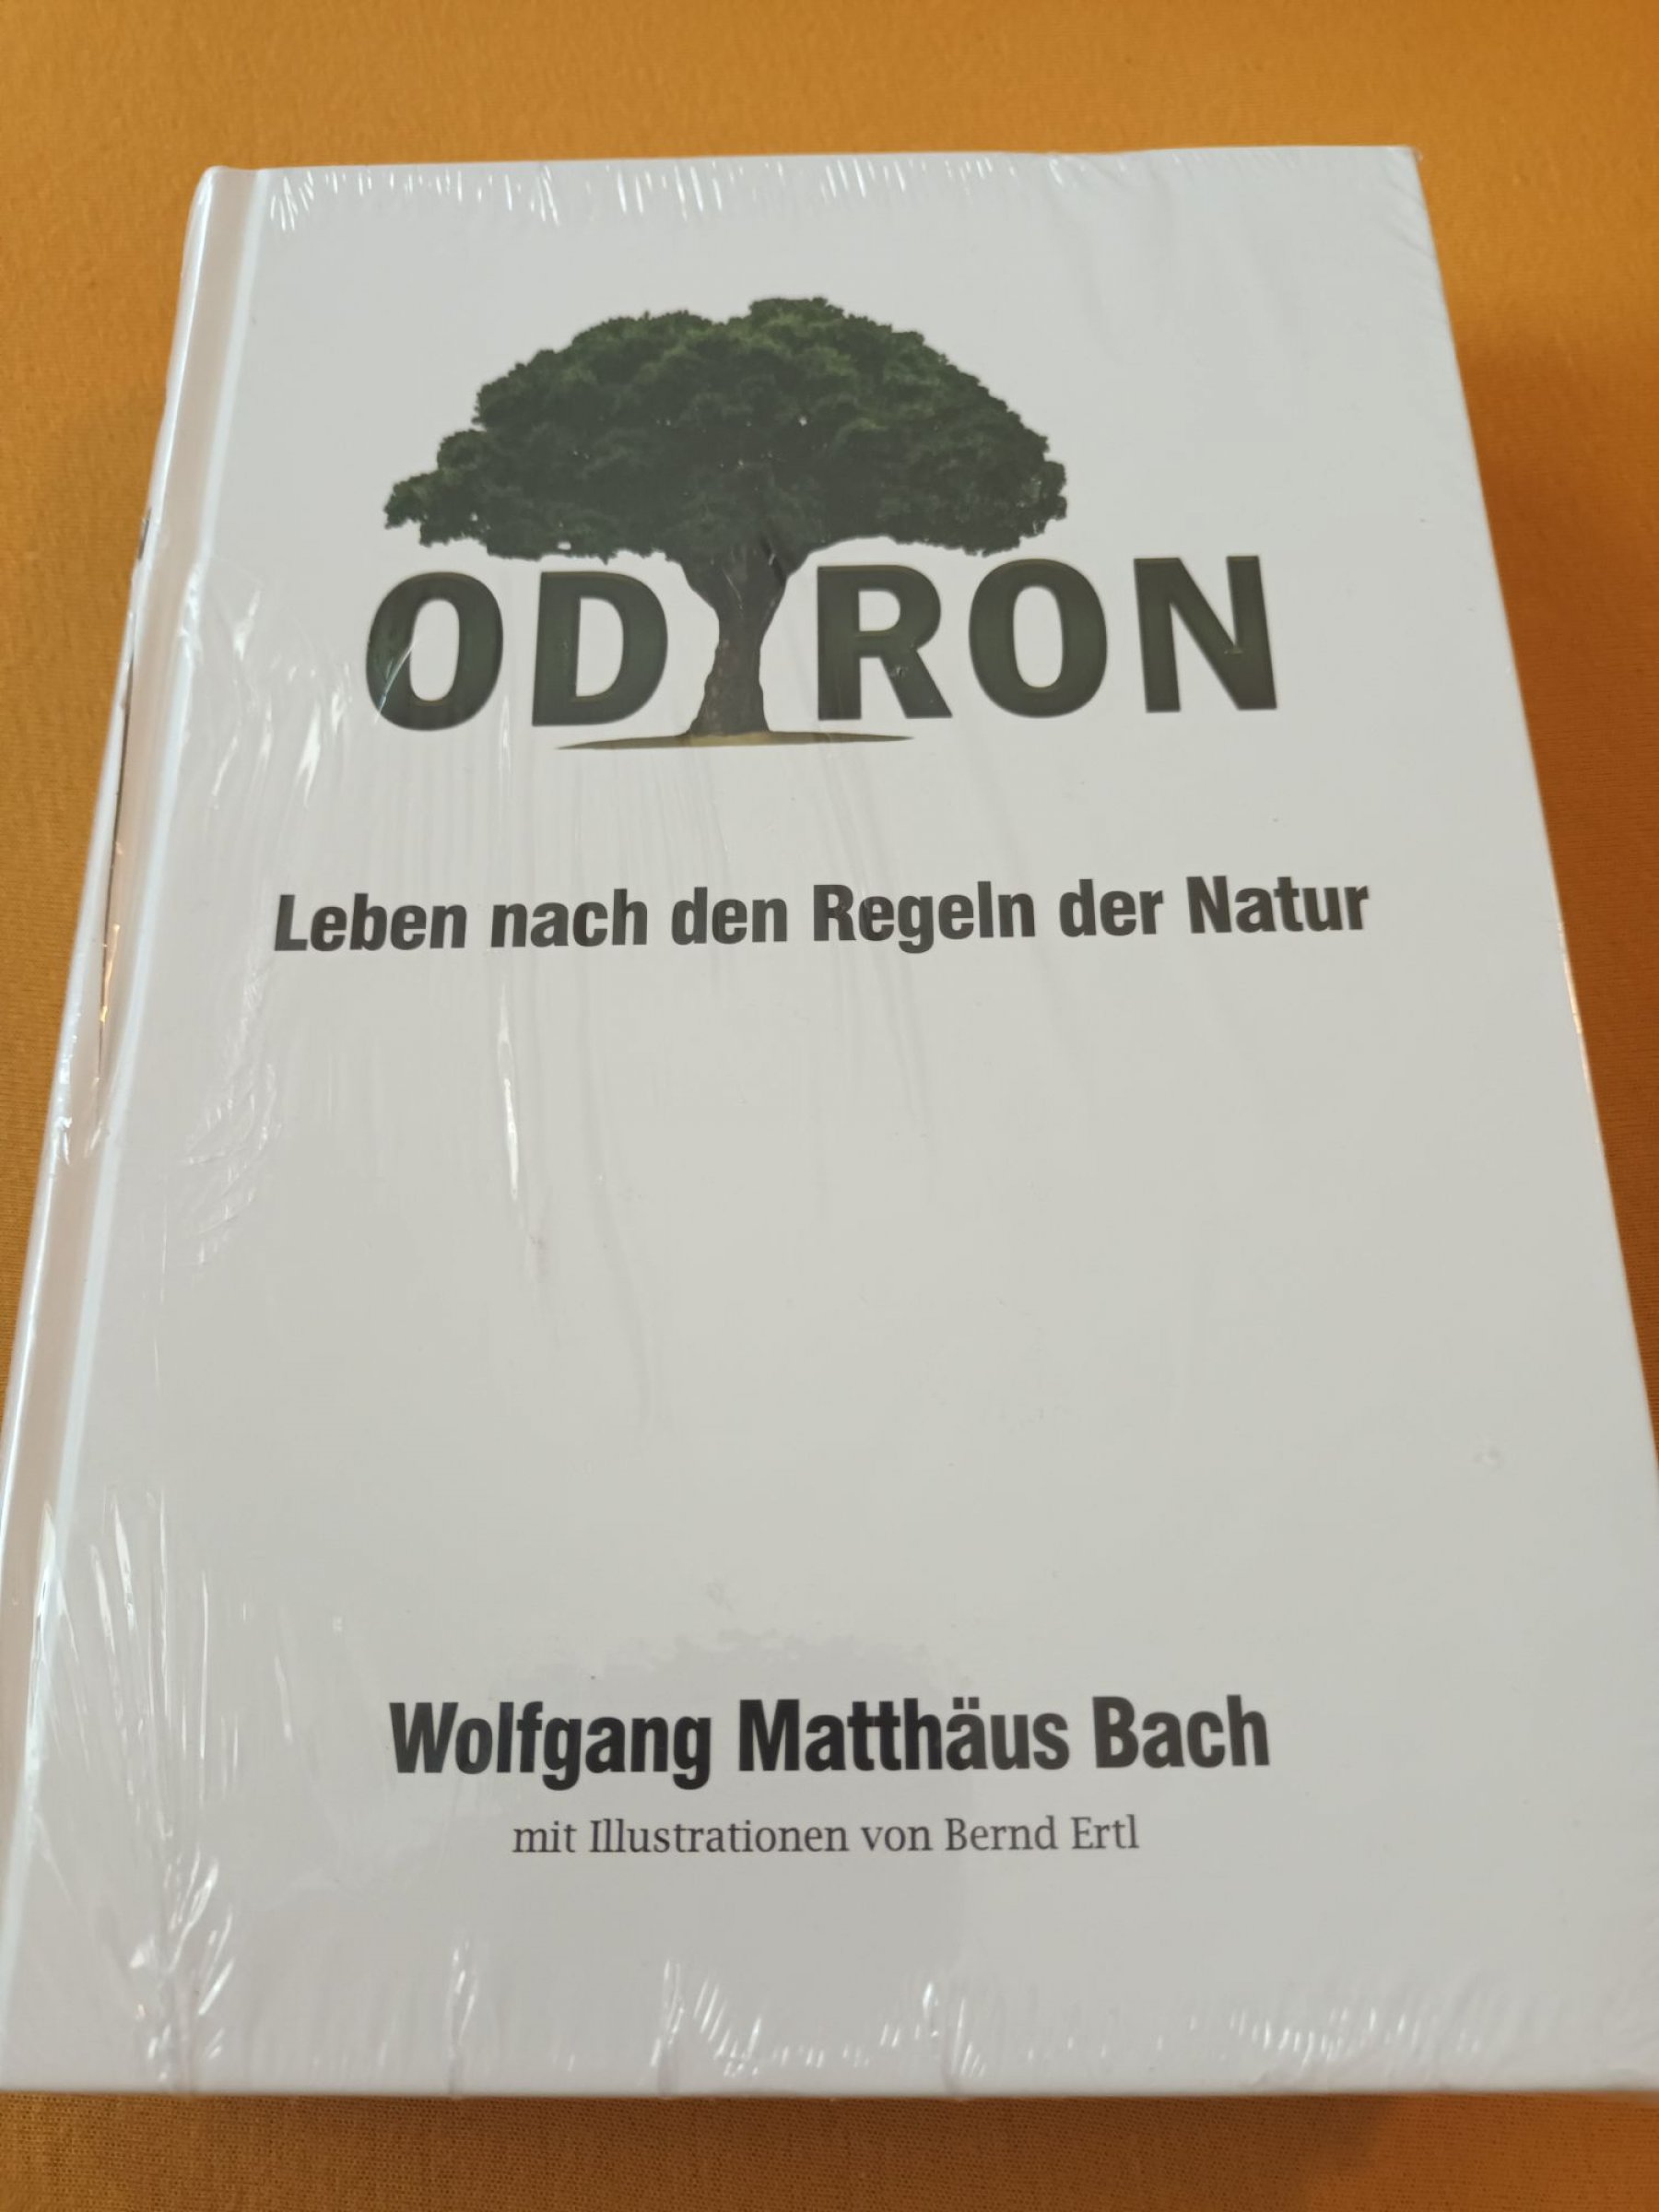 ODYRON
Leben nach den Regeln der Natur
Wolfgang Matthäus Bach
mit Illustrationen von Bernd Ertl